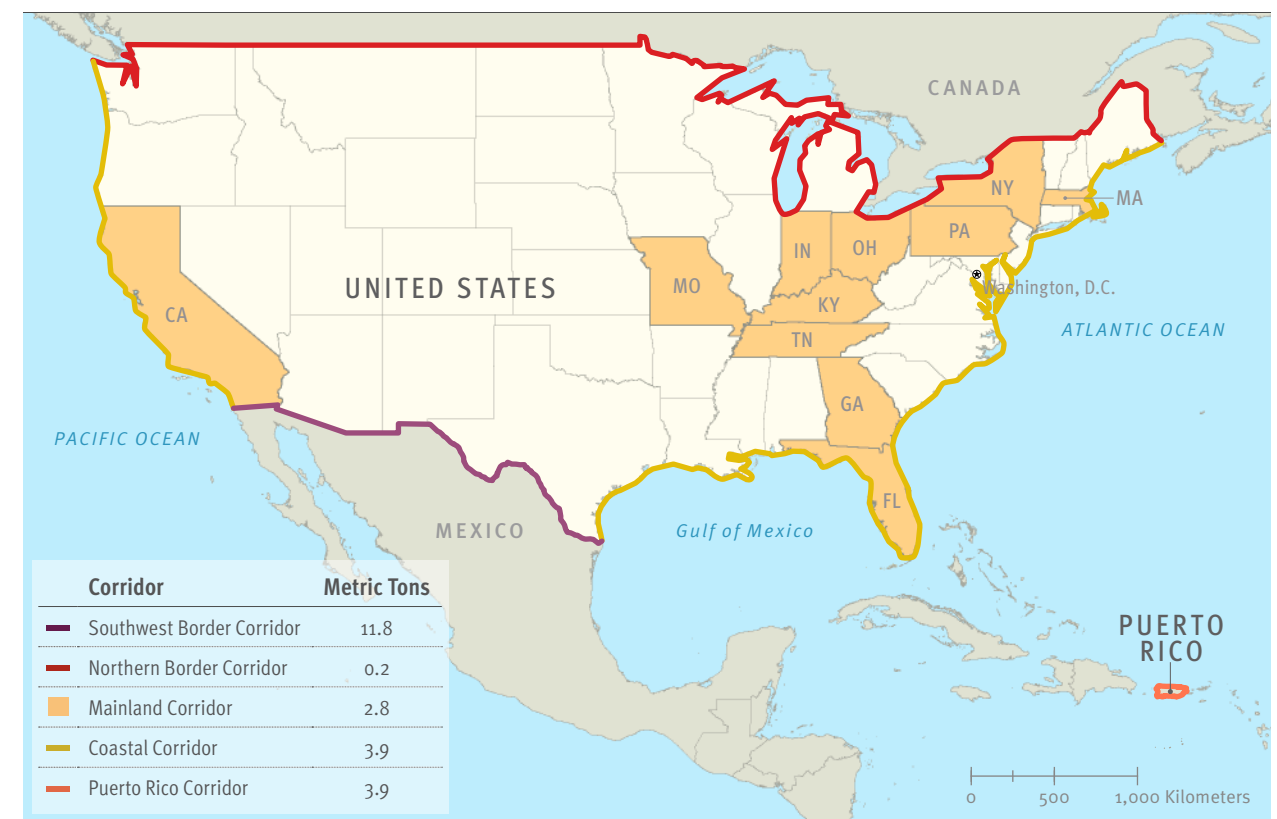 CANADA
NY
MA
PA
IN
OH
UNITED STATES
MO
Washington, D.C.
KY
CA
ATLANTIC OCEAN
TN
GA
PACIFIC OCEAN
FL
MEXICO
Gulf of Mexico
Corridor Metric Tons
Southwest Border Corridor 11.8
Northern Border Corridor 0.2
Mainland Corridor 2.8
Coastal Corridor 3.9
Puerto Rico Corridor 3.9
PUERTO
RICO
0 500 1,000 Kilometers